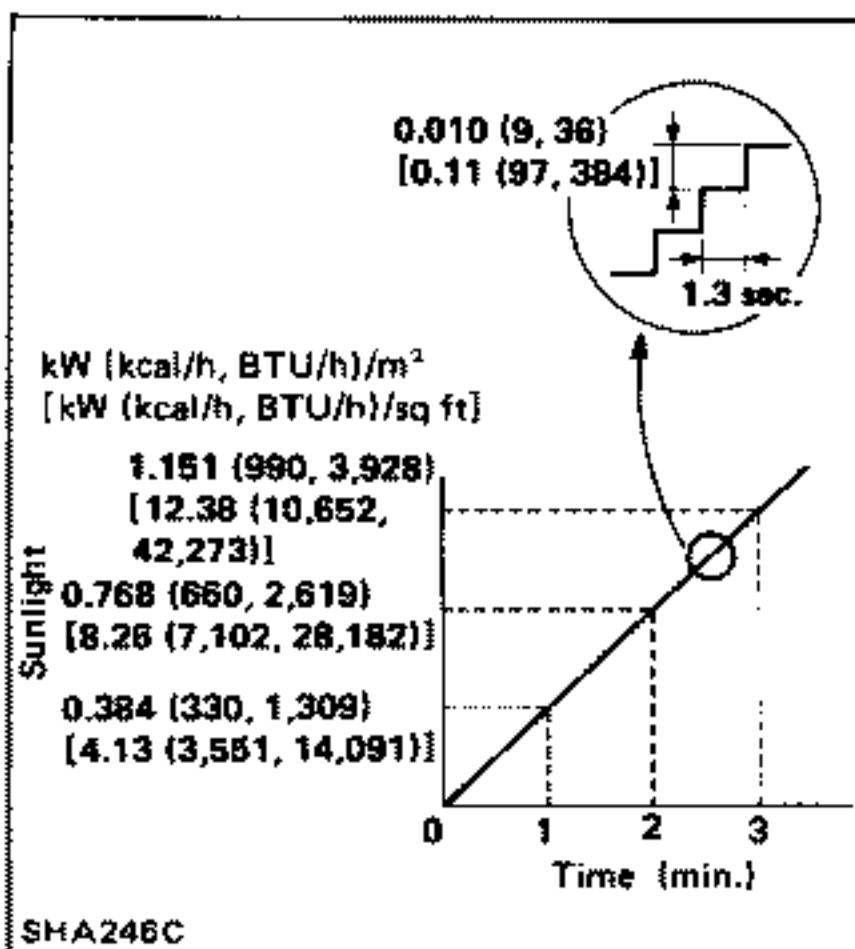 0.010 (9, 36)
[0.11 (97, 384)]
1.3 sec.
kW (kcal/h, BTU/h)/m²
[kW (kcal/h, BTU/h)/sq ft]
1.151 (990, 3,928)
[12.38 (10,652,
42,273)]
0.768 (660, 2,619)
[8.26 (7,102, 28,182)]
0.384 (330, 1,309)
[4.13 (3,551, 14,091)]
Sunlight
0 1 2 3
Time (min.)
SHA246C